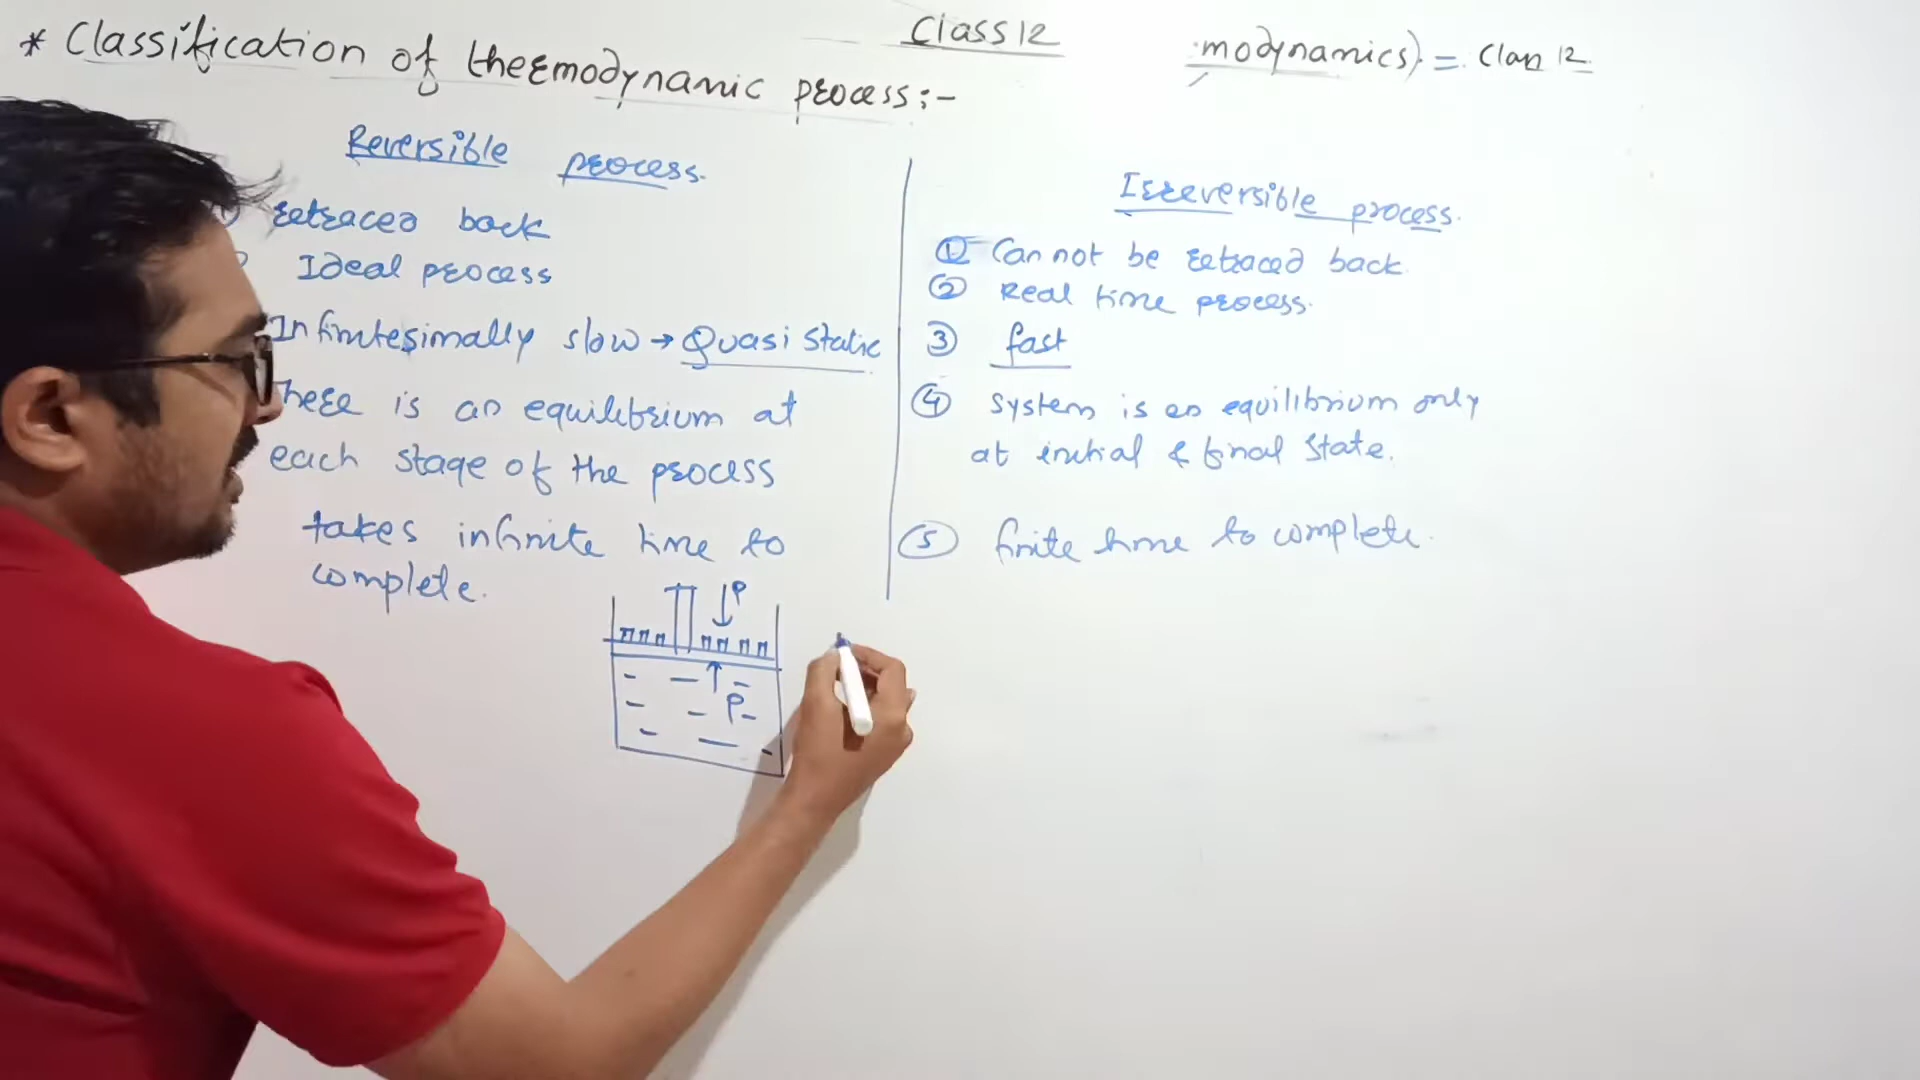 * Classification of thermodynamic process:-
Class 12
modynamics) = Class 12
Reversible process.
retraced back
Ideal process
Infinitesimally slow → Quasi Static
here is an equilibrium at
each stage of the process
takes infinite time to
complete.
P
P
Irreversible process.
① Can not be retraced back.
② Real time process.
③ fast
④ System is en equilibrium only
at initial & final state.
⑤ finite time to complete.